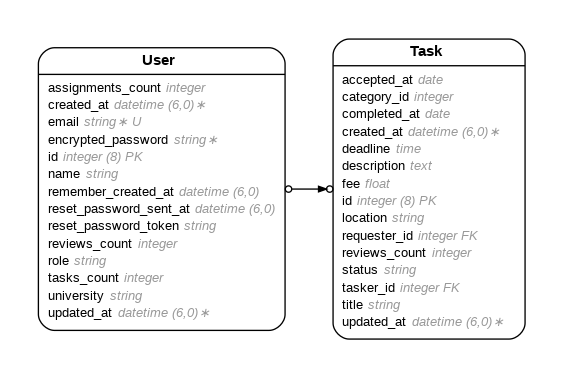 User
assignments_count integer
created_at datetime (6,0)∗
email string∗ U
encrypted_password string∗
id integer (8) PK
name string
remember_created_at datetime (6,0)
reset_password_sent_at datetime (6,0)
reset_password_token string
reviews_count integer
role string
tasks_count integer
university string
updated_at datetime (6,0)∗
Task
accepted_at date
category_id integer
completed_at date
created_at datetime (6,0)∗
deadline time
description text
fee float
id integer (8) PK
location string
requester_id integer FK
reviews_count integer
status string
tasker_id integer FK
title string
updated_at datetime (6,0)∗